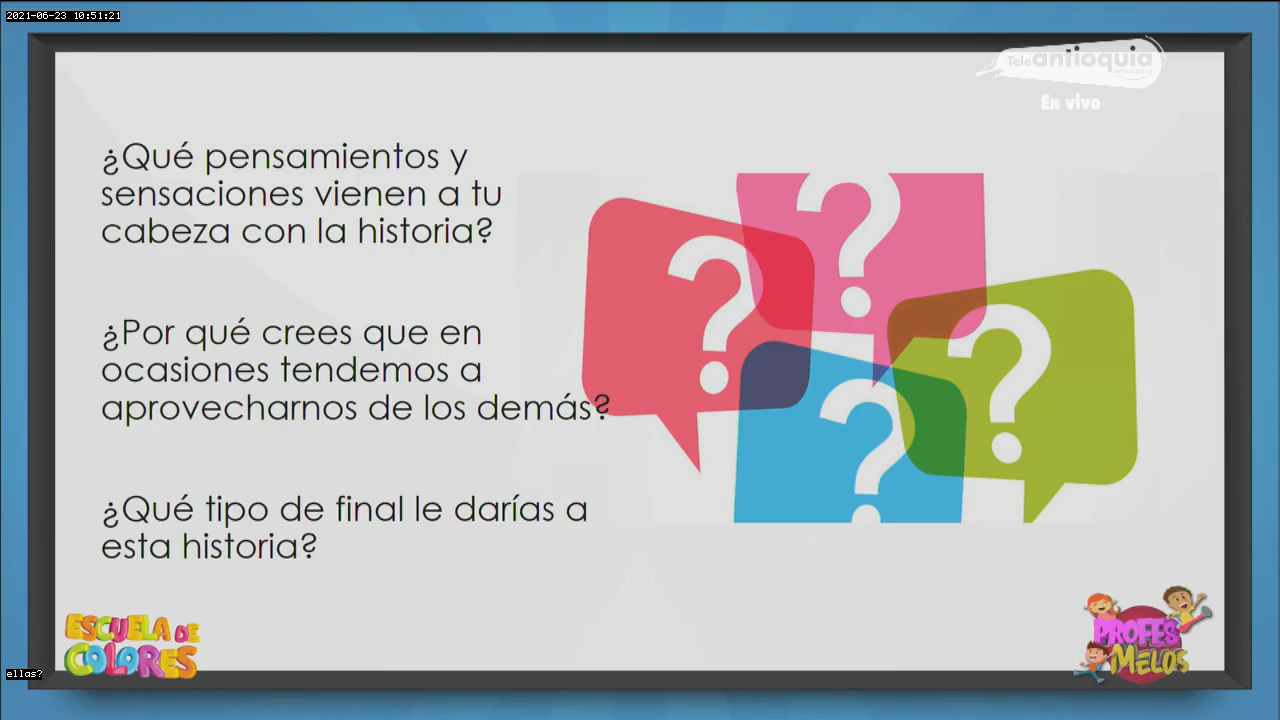 2021-06-23 10:51:21
Teleantioquia
En vivo
¿Qué pensamientos y
sensaciones vienen a tu
cabeza con la historia?
¿Por qué crees que en
ocasiones tendemos a
aprovecharnos de los demás?
¿Qué tipo de final le darías a
esta historia?
? ? ? ?
ESCUELA DE
COLORES
PROFES
MELOS
ellas?